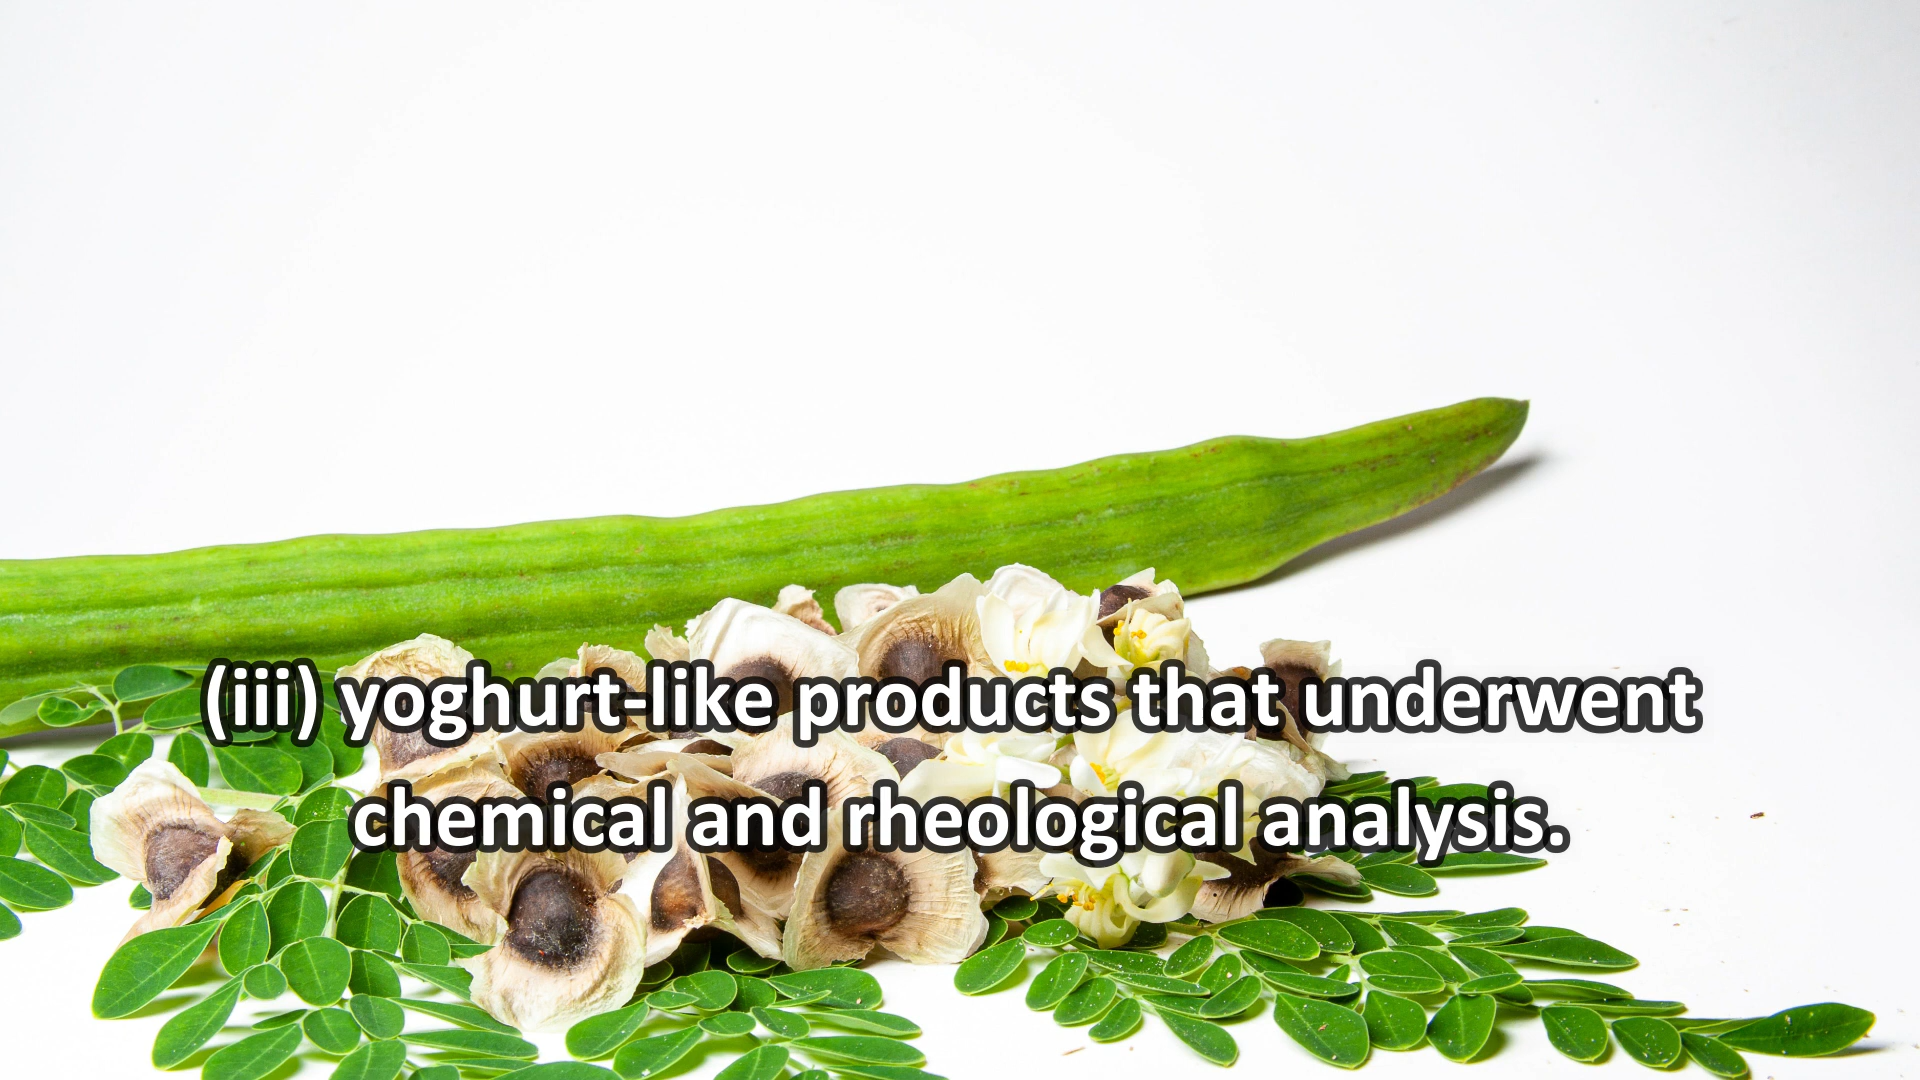 (iii) yoghurt-like products that underwent
chemical and rheological analysis.